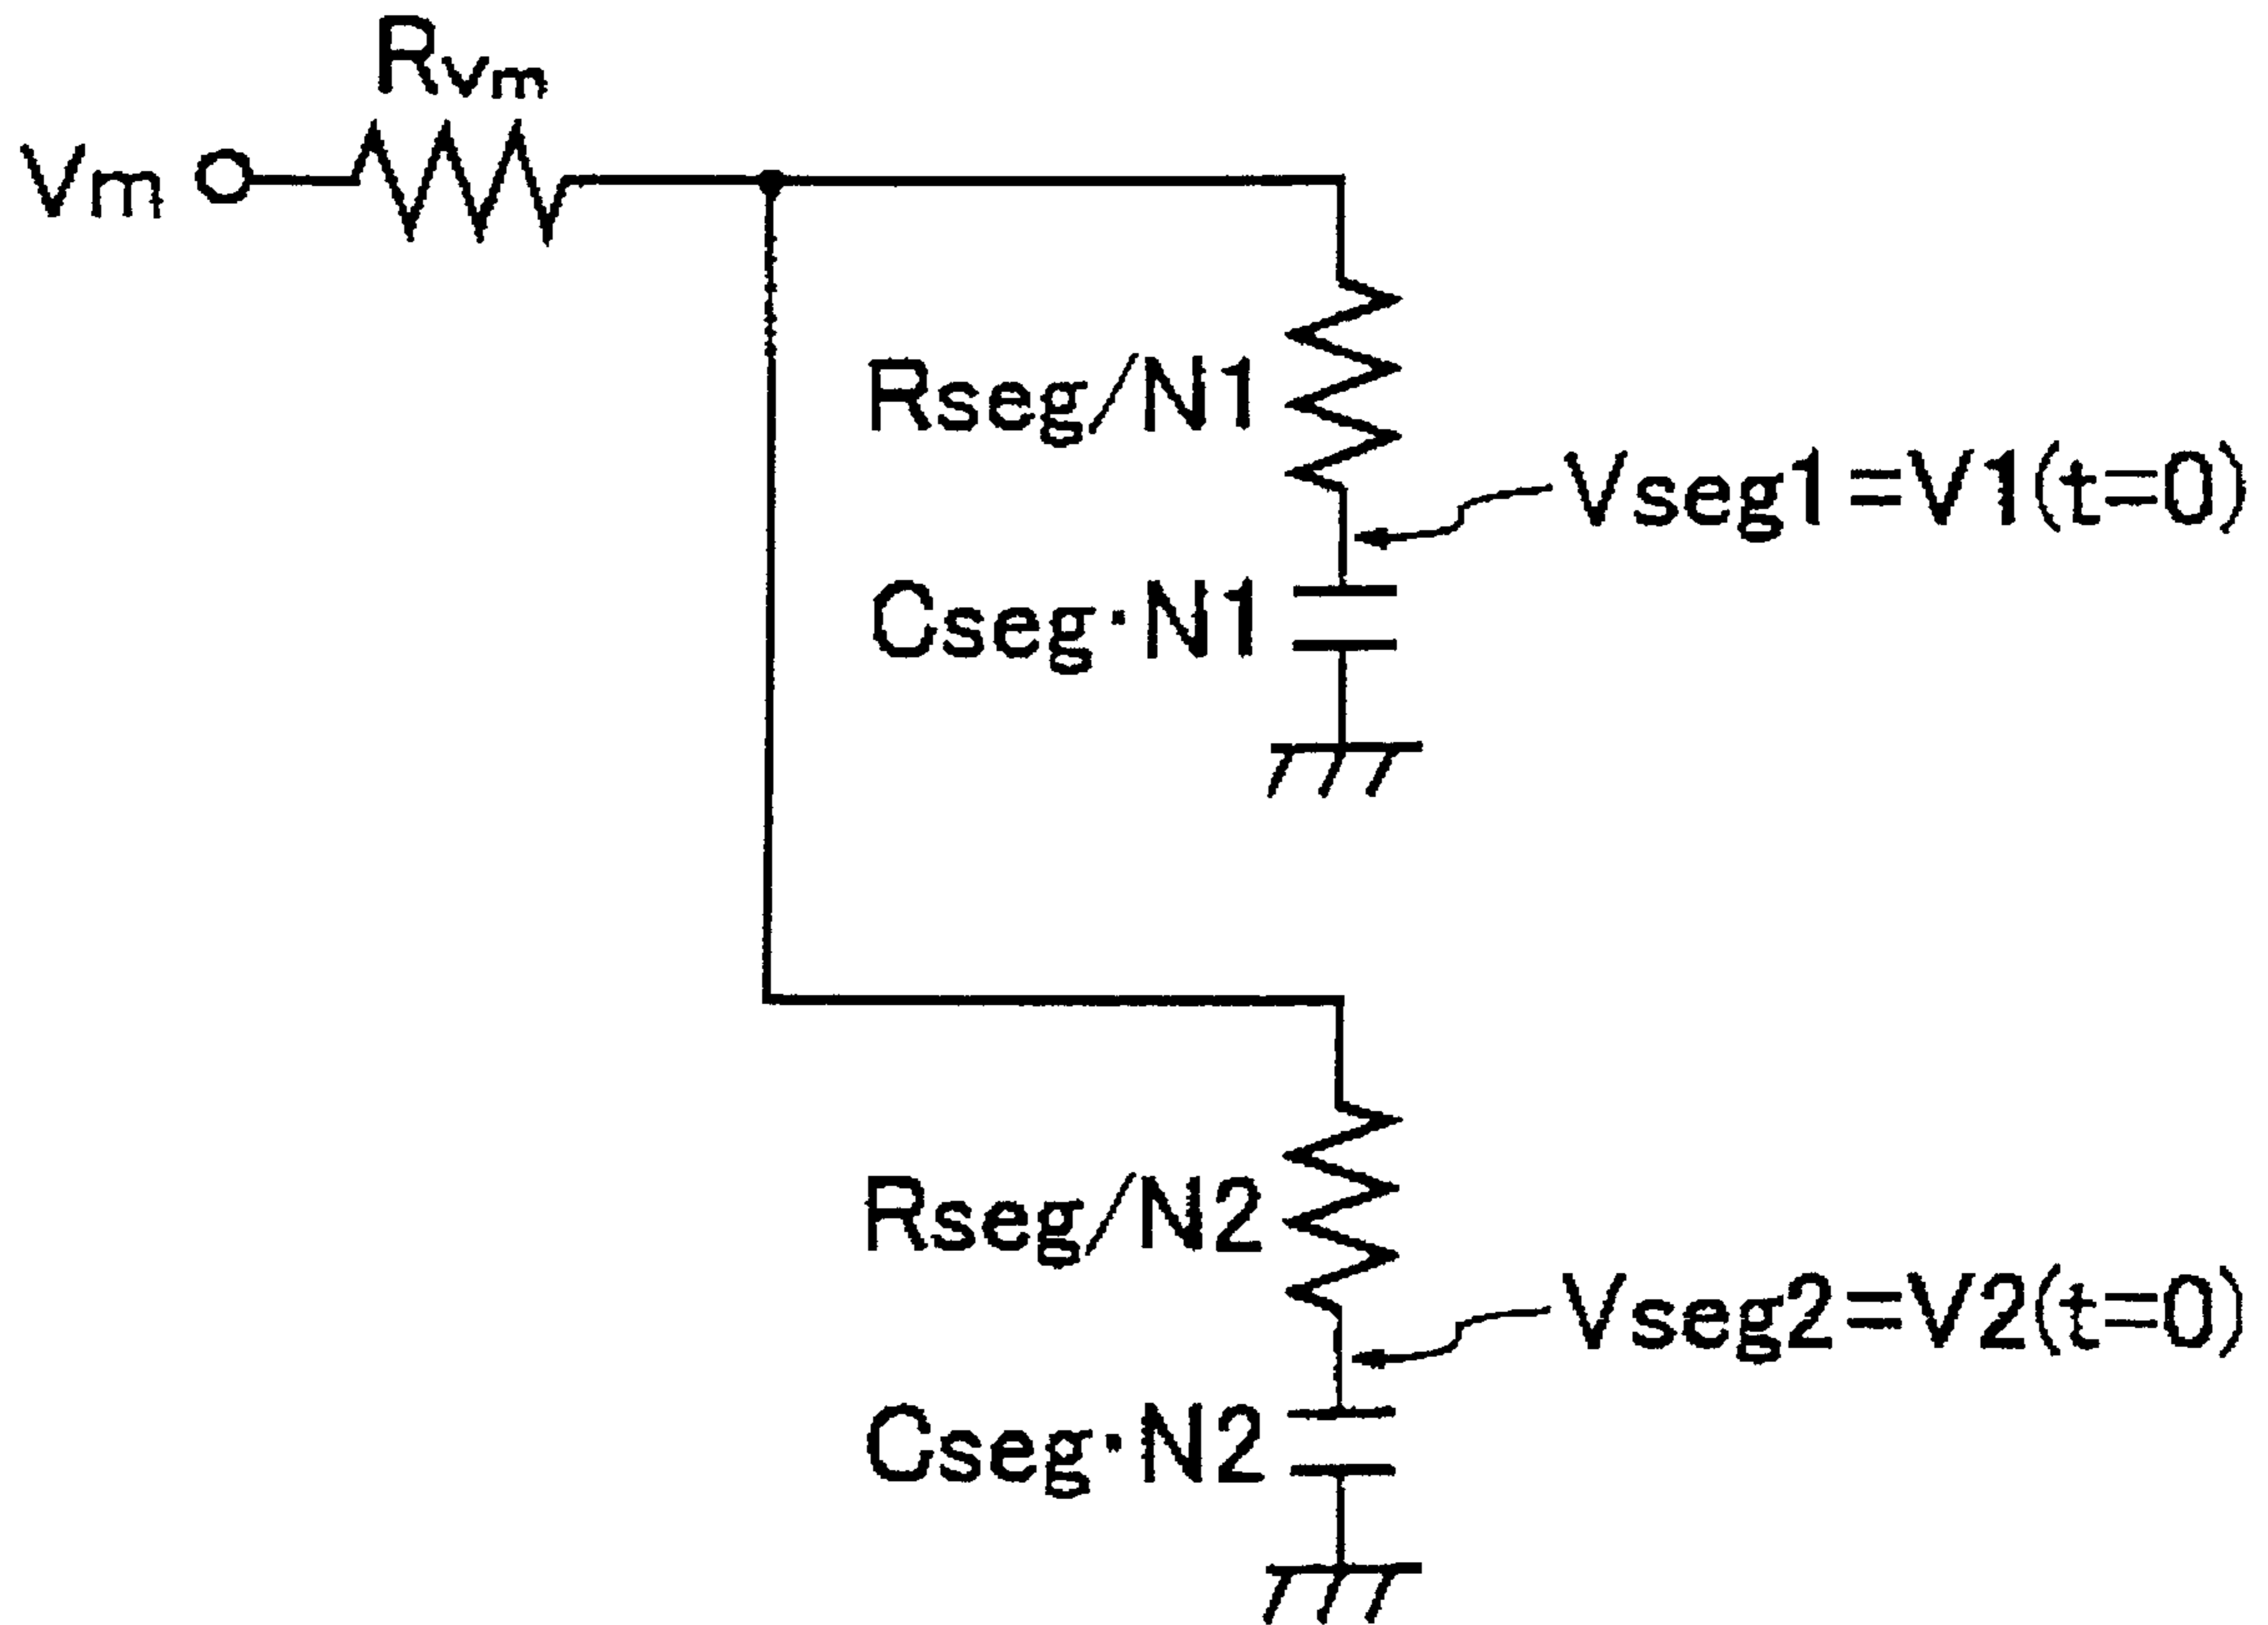 Rvm
Vm
Rseg/N1
Vseg1=V1(t=0)
Cseg·N1
Rseg/N2
Vseg2=V2(t=0)
Cseg·N2